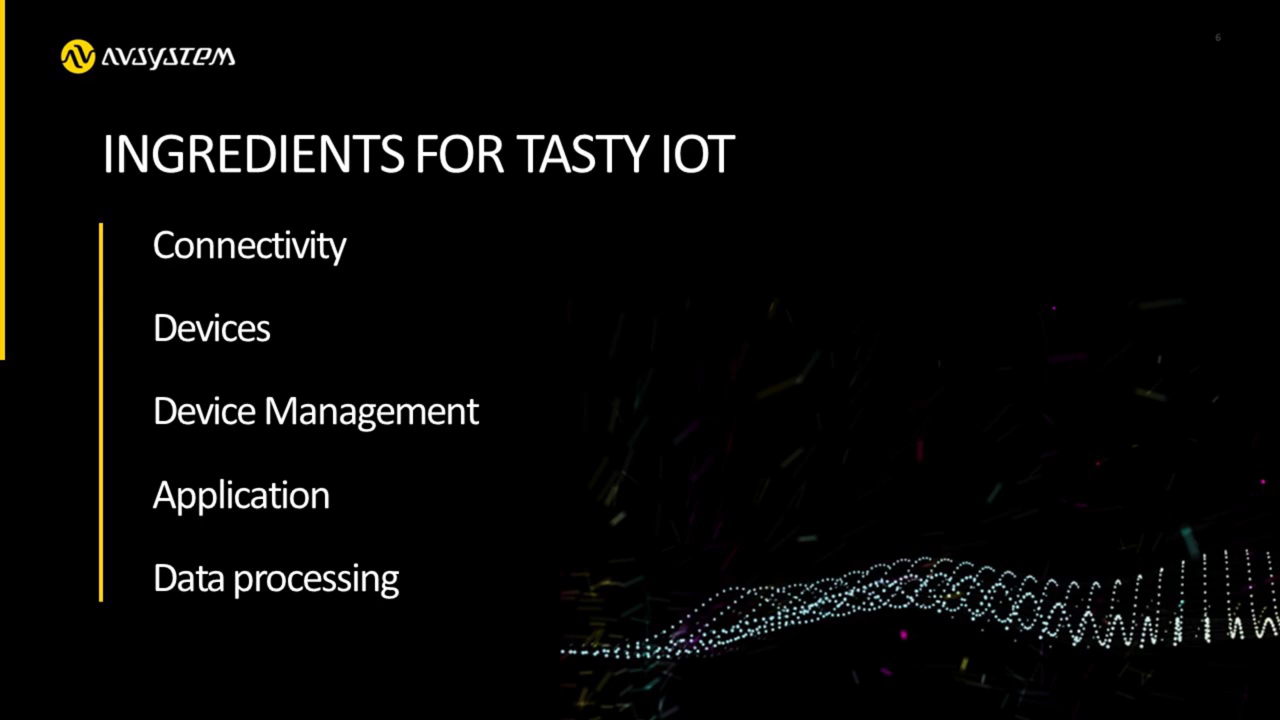 AVSYSTEM
6
INGREDIENTS FOR TASTY IOT
Connectivity
Devices
Device Management
Application
Data processing